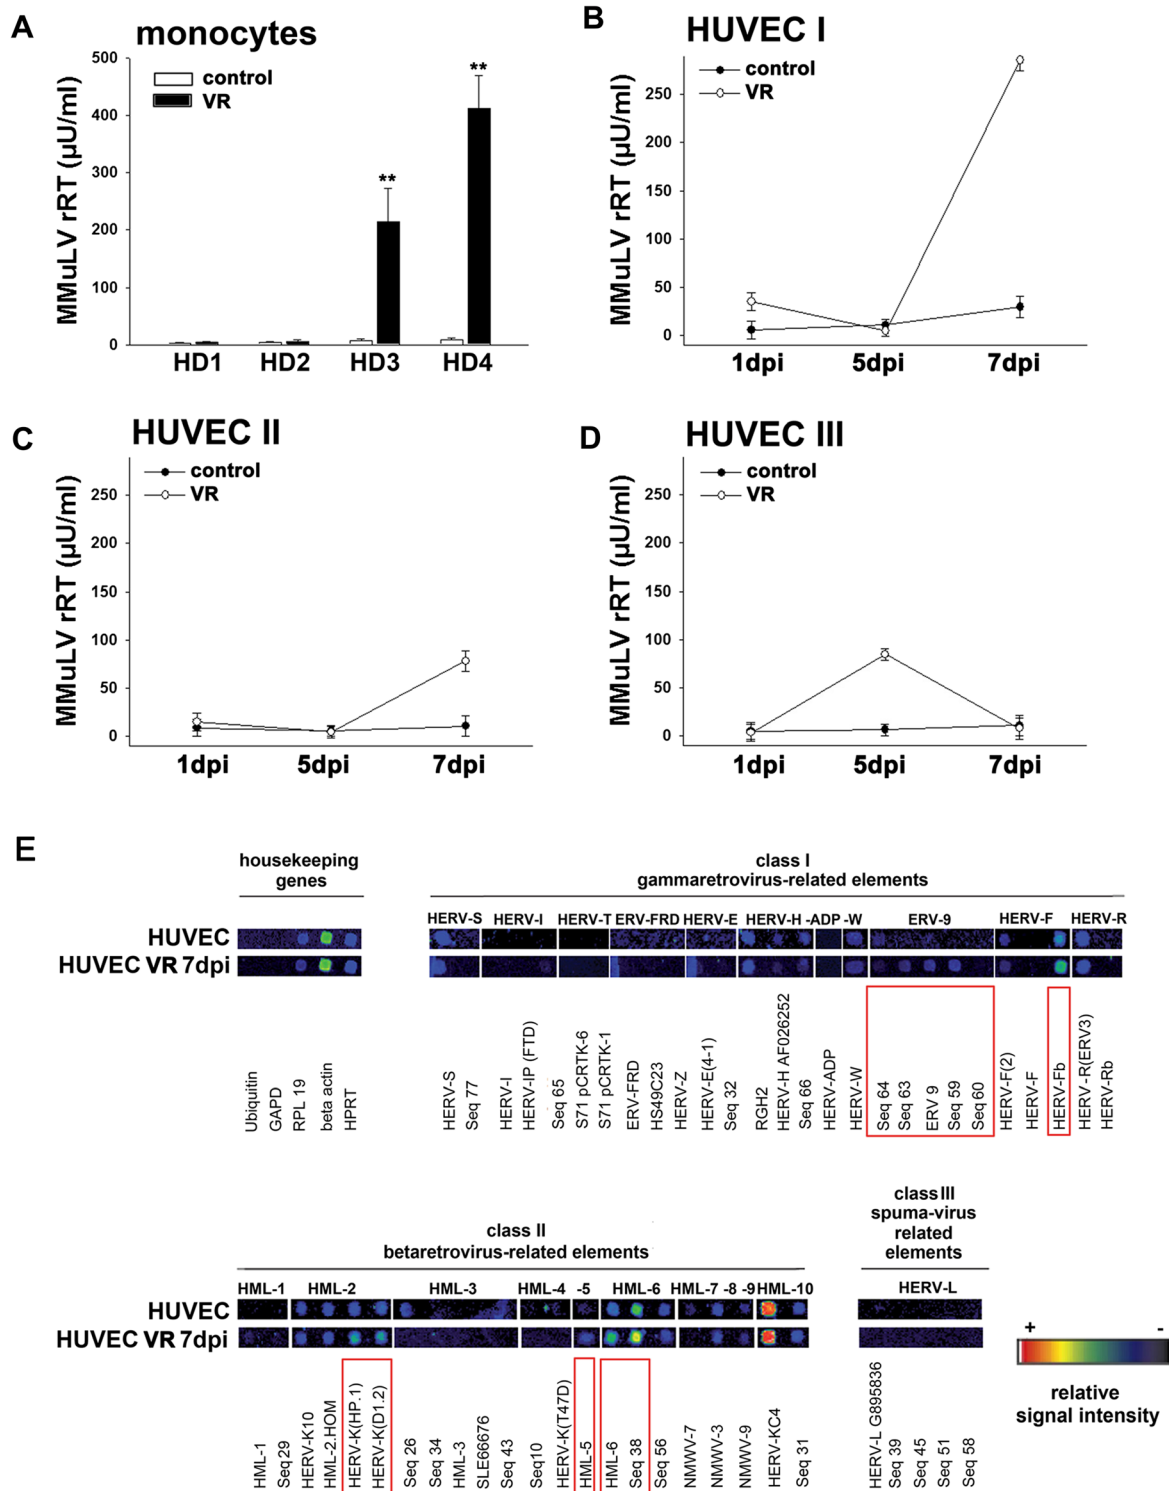 A
monocytes
control
VR
MMuLV rRT (µU/ml)
500
400
300
200
100
0
**
**
HD1 HD2 HD3 HD4
B
HUVEC I
control
VR
MMuLV rRT (µU/ml)
250
200
150
100
50
0
1dpi 5dpi 7dpi
C
HUVEC II
control
VR
MMuLV rRT (µU/ml)
250
200
150
100
50
0
1dpi 5dpi 7dpi
D
HUVEC III
control
VR
MMuLV rRT (µU/ml)
250
200
150
100
50
0
1dpi 5dpi 7dpi
E
housekeeping
genes
class I
gammaretrovirus-related elements
HERV-S HERV-I HERV-T ERV-FRD HERV-E HERV-H -ADP -W ERV-9 HERV-F HERV-R
HUVEC
HUVEC VR 7dpi
Ubiquitin
GAPD
RPL 19
beta actin
HPRT
HERV-S
Seq 77
HERV-I
HERV-IP (FTD)
Seq 65
S71 pCRTK-6
S71 pCRTK-1
ERV-FRD
HS49C23
HERV-Z
HERV-E(4-1)
Seq 32
RGH2
HERV-H AF026252
Seq 66
HERV-ADP
HERV-W
Seq 64
Seq 63
ERV 9
Seq 59
Seq 60
HERV-F(2)
HERV-F
HERV-Fb
HERV-R(ERV3)
HERV-Rb
class II
betaretrovirus-related elements
class III
spuma-virus
related
elements
HML-1 HML-2 HML-3 HML-4 -5 HML-6 HML-7 -8 -9 HML-10
HERV-L
HUVEC
HUVEC VR 7dpi
HML-1
Seq29
HERV-K10
HML-2.HOM
HERV-K(HP.1)
HERV-K(D1.2)
Seq 26
Seq 34
HML-3
SLE66676
Seq 43
Seq10
HERV-K(T47D)
HML-5
HML-6
Seq 38
Seq 56
NMWV-7
NMWV-3
NMWV-9
HERV-KC4
Seq 31
HERV-L G895836
Seq 39
Seq 45
Seq 51
Seq 58
+ -
relative
signal intensity